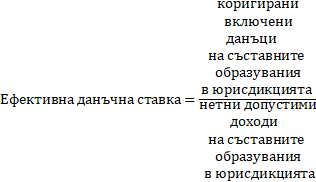 коригирани
включени
данъци
на съставните
образувания
в юрисдикцията
Ефективна данъчна ставка =
нетни допустими
доходи
на съставните
образувания
в юрисдикцията